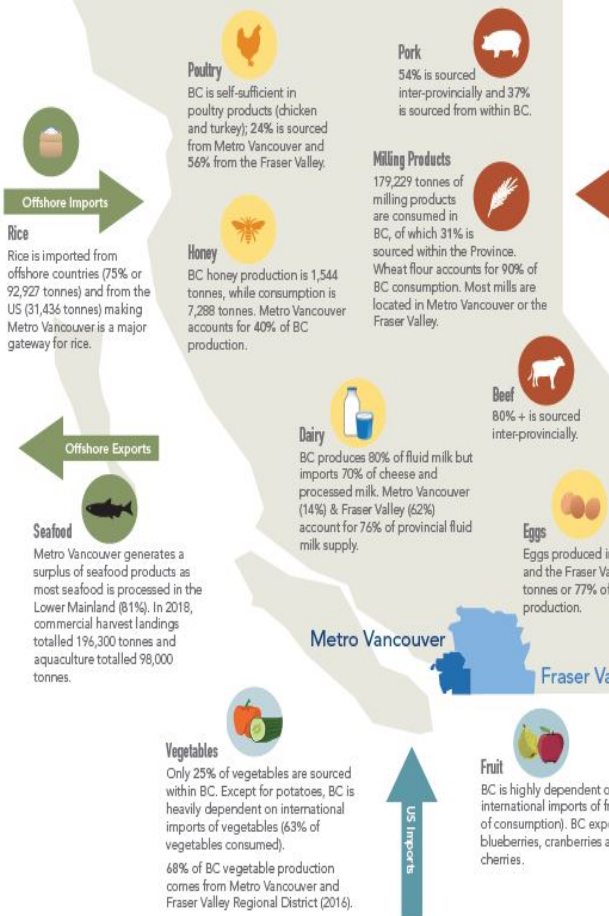 Poultry
BC is self-sufficient in
poultry products (chicken
and turkey); 24% is sourced
from Metro Vancouver and
56% from the Fraser Valley.
Pork
54% is sourced
inter-provincially and 37%
is sourced from within BC.
Offshore Imports
Rice
Rice is imported from
offshore countries (75% or
92,927 tonnes) and from the
US (31,436 tonnes) making
Metro Vancouver is a major
gateway for rice.
Honey
BC honey production is 1,544
tonnes, while consumption is
7,288 tonnes. Metro Vancouver
accounts for 40% of BC
production.
Milling Products
179,229 tonnes of
milling products
are consumed in
BC, of which 31% is
sourced within the Province.
Wheat flour accounts for 90% of
BC consumption. Most mills are
located in Metro Vancouver or the
Fraser Valley.
Beef
80% + is sourced
inter-provincially.
Offshore Exports
Dairy
BC produces 80% of fluid milk but
imports 70% of cheese and
processed milk. Metro Vancouver
(14%) & Fraser Valley (62%)
account for 76% of provincial fluid
milk supply.
Seafood
Metro Vancouver generates a
surplus of seafood products as
most seafood is processed in the
Lower Mainland (81%). In 2018,
commercial harvest landings
totalled 196,300 tonnes and
aquaculture totalled 98,000
tonnes.
Eggs
Eggs produced i
and the Fraser Va
tonnes or 77% of
production.
Metro Vancouver
Fraser Va
Vegetables
Only 25% of vegetables are sourced
within BC. Except for potatoes, BC is
heavily dependent on international
imports of vegetables (63% of
vegetables consumed).
68% of BC vegetable production
comes from Metro Vancouver and
Fraser Valley Regional District (2016).
US Imports
Fruit
BC is highly dependent o
international imports of fr
of consumption). BC expo
blueberries, cranberries a
cherries.